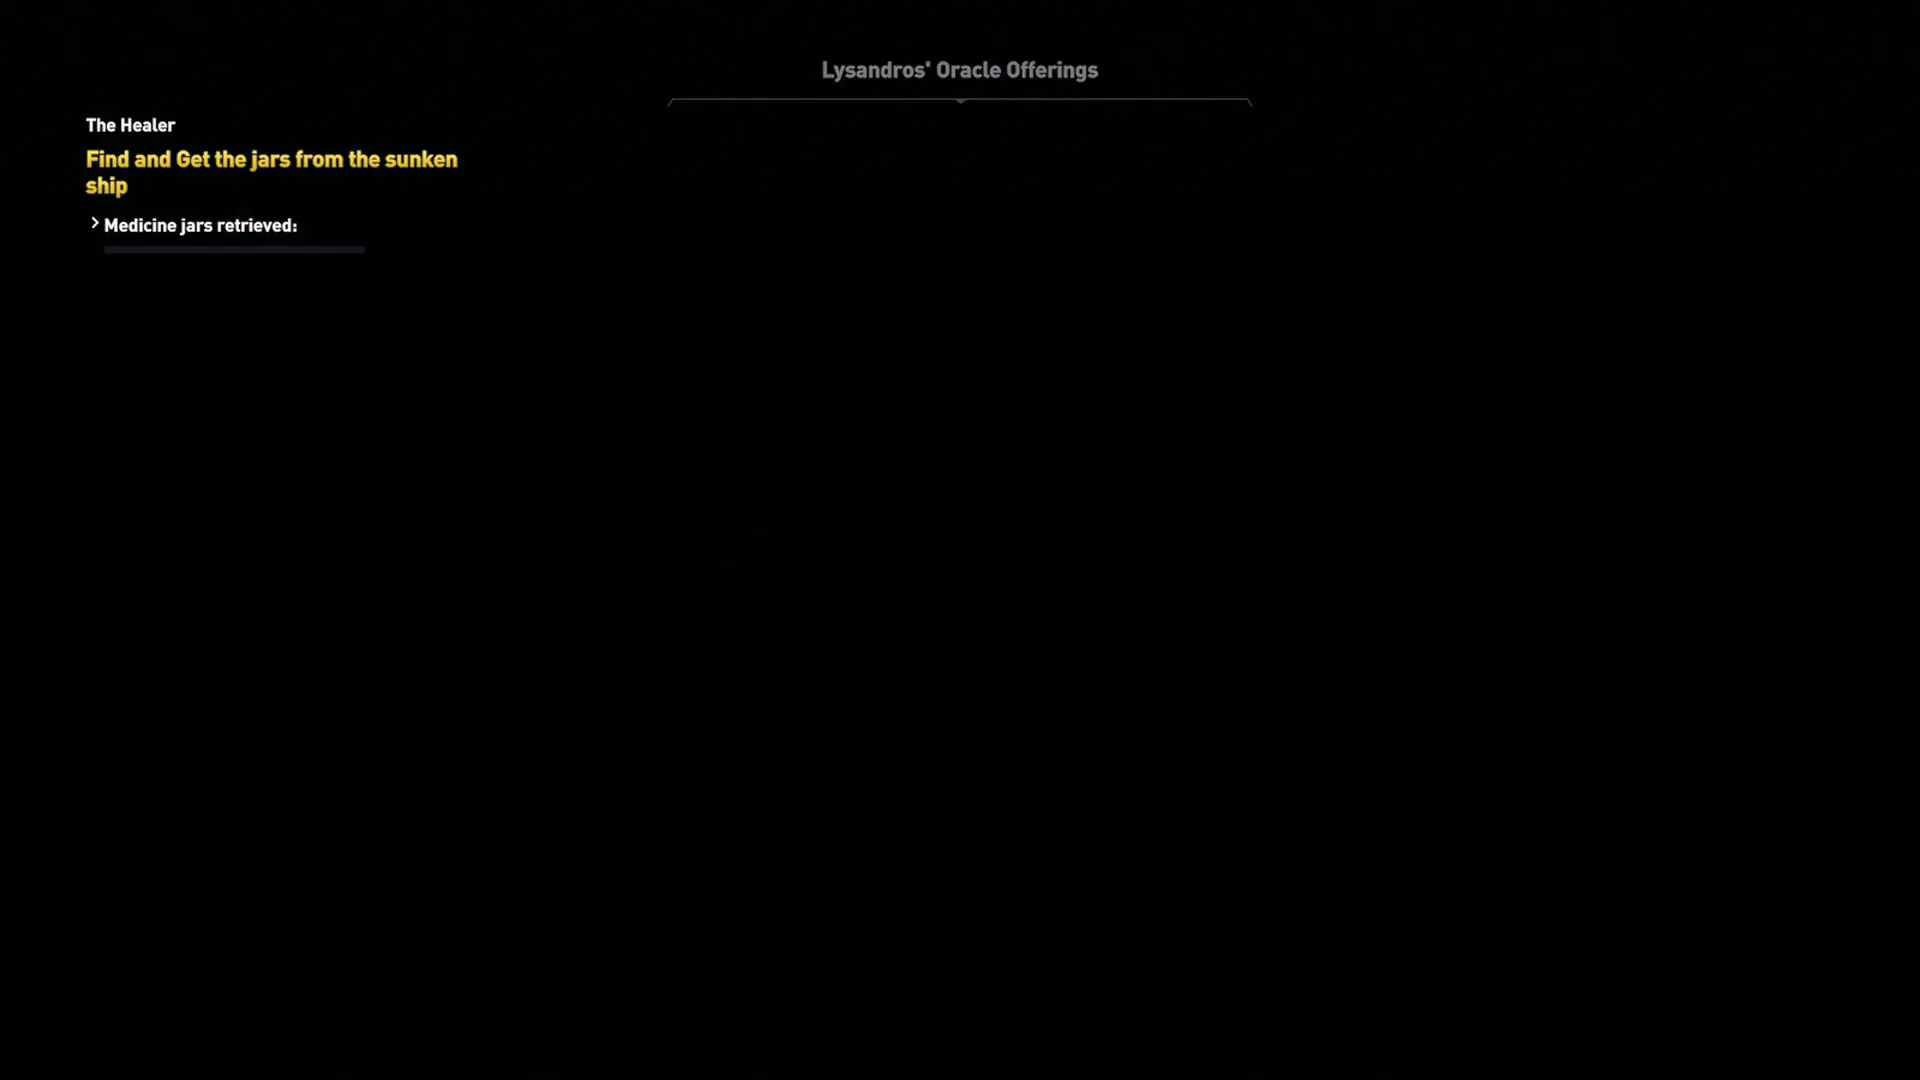 Lysandros' Oracle Offerings
The Healer
Find and Get the jars from the sunken
ship
Medicine jars retrieved: